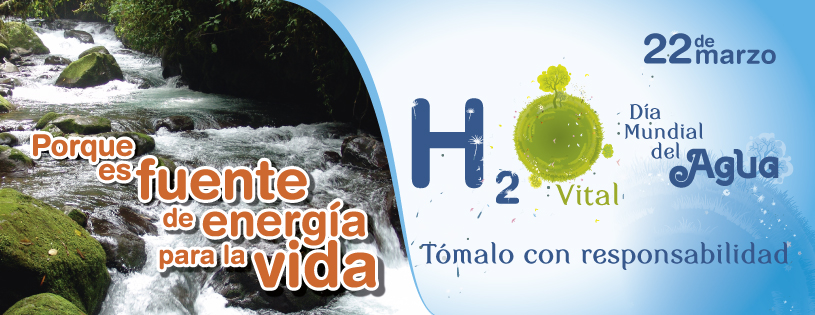 Porque
es fuente
de energía
para la vida
22 de marzo
H2O
Vital
Día
Mundial
del Agua
Tómalo con responsabilidad